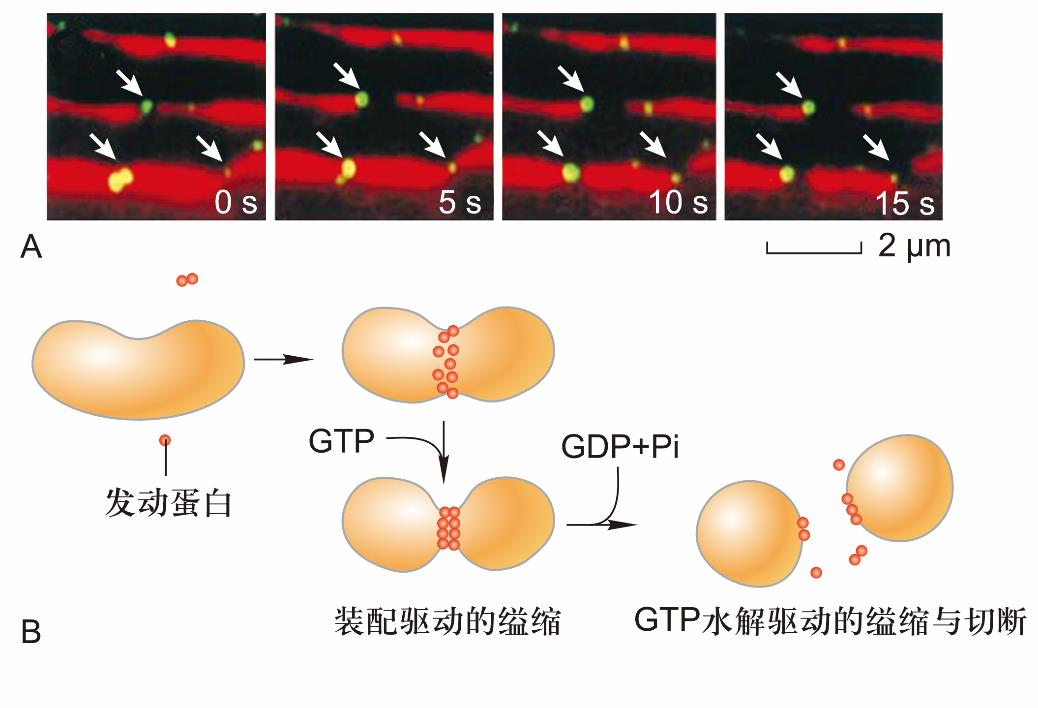 0 s
5 s
10 s
15 s
A
2 μm
GTP
GDP+Pi
发动蛋白
装配驱动的缢缩
GTP水解驱动的缢缩与切断
B